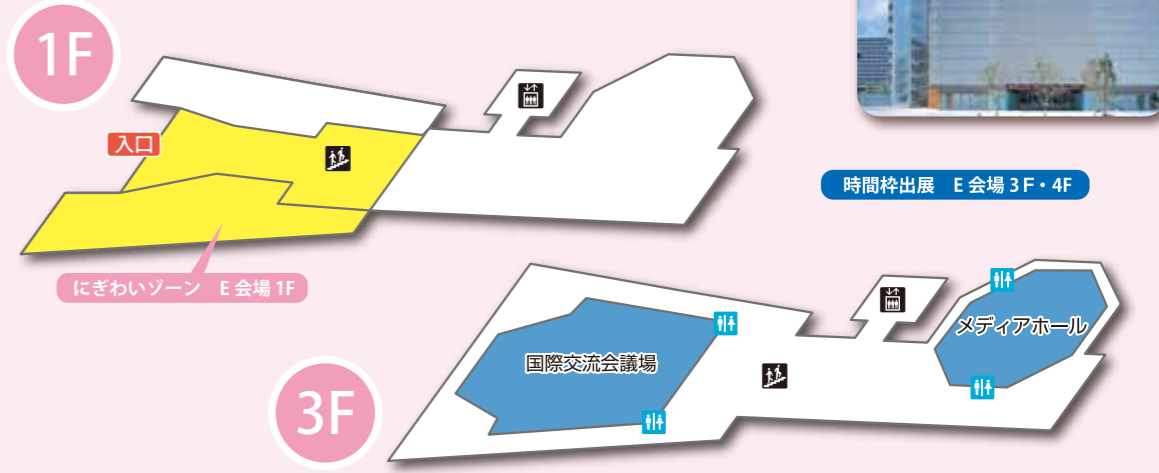 1F
入口
時間枠出展 E 会場 3F・4F
にぎわいゾーン E 会場 1F
メディアホール
国際交流会議場
3F